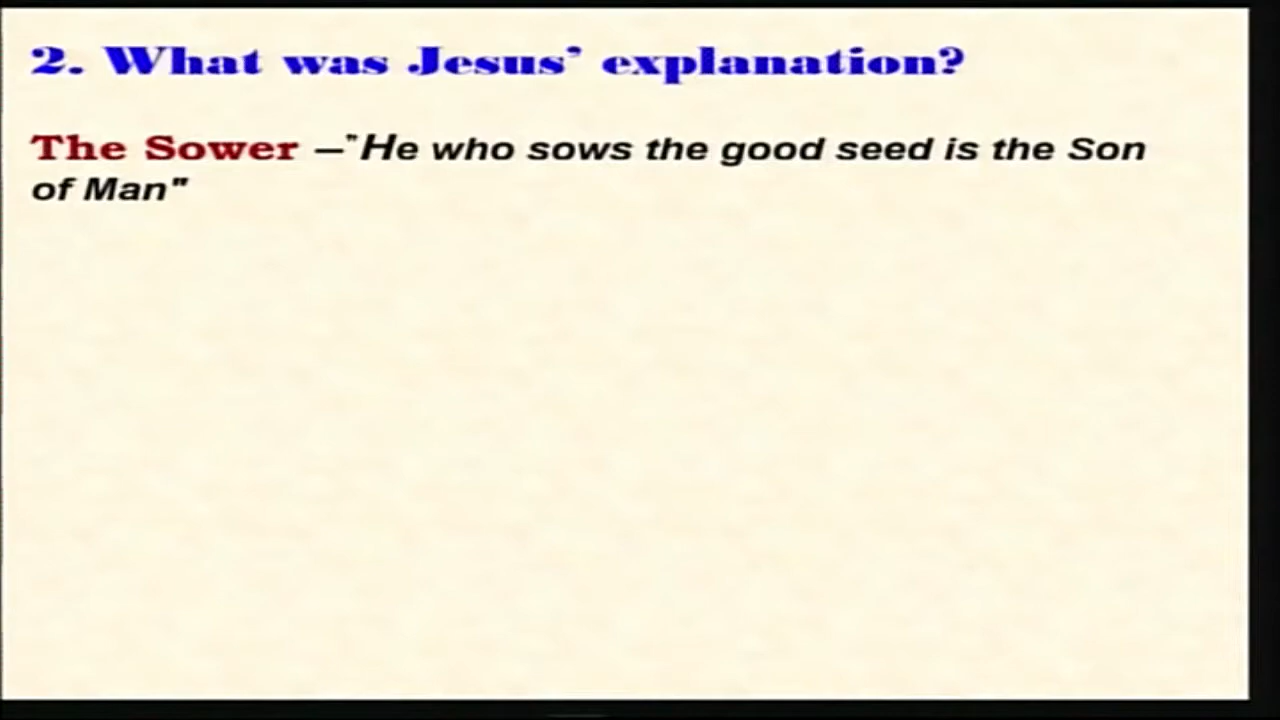 2. What was Jesus’ explanation?
The Sower –"He who sows the good seed is the Son
of Man"